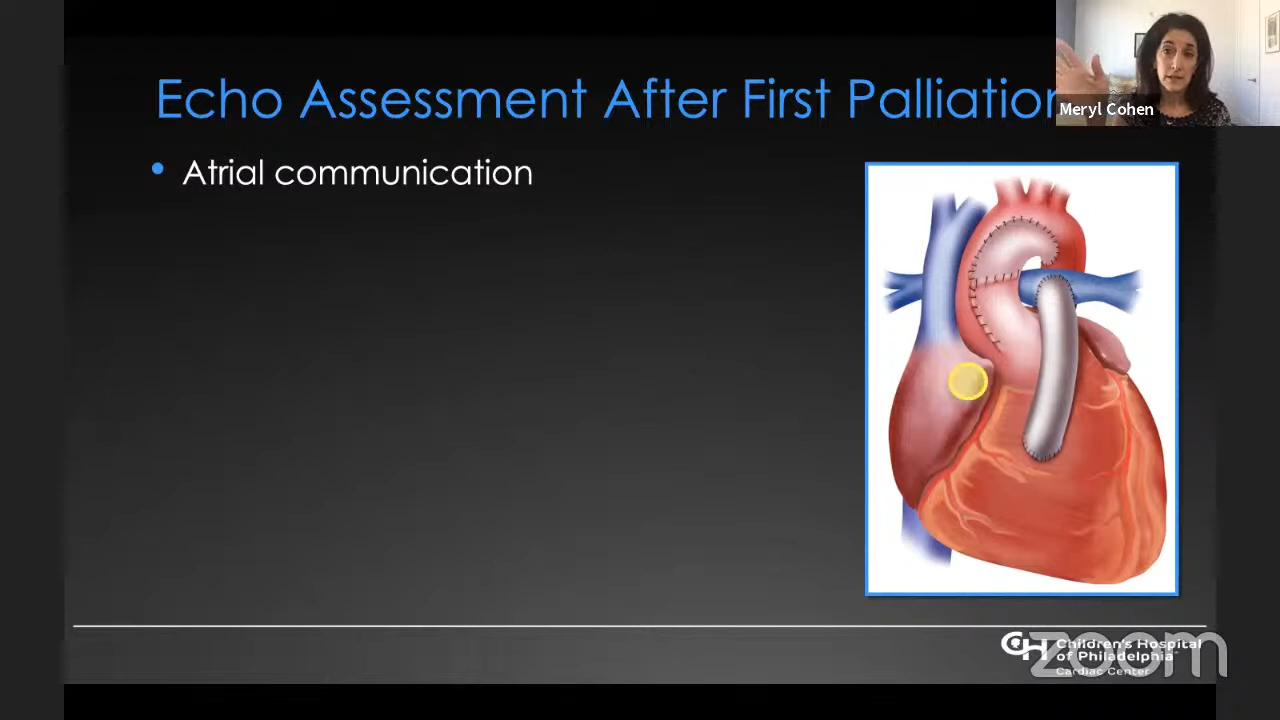 Echo Assessment After First Palliation
Meryl Cohen
• Atrial communication
Children's Hospital
of Philadelphia
Cardiac Center
zoom